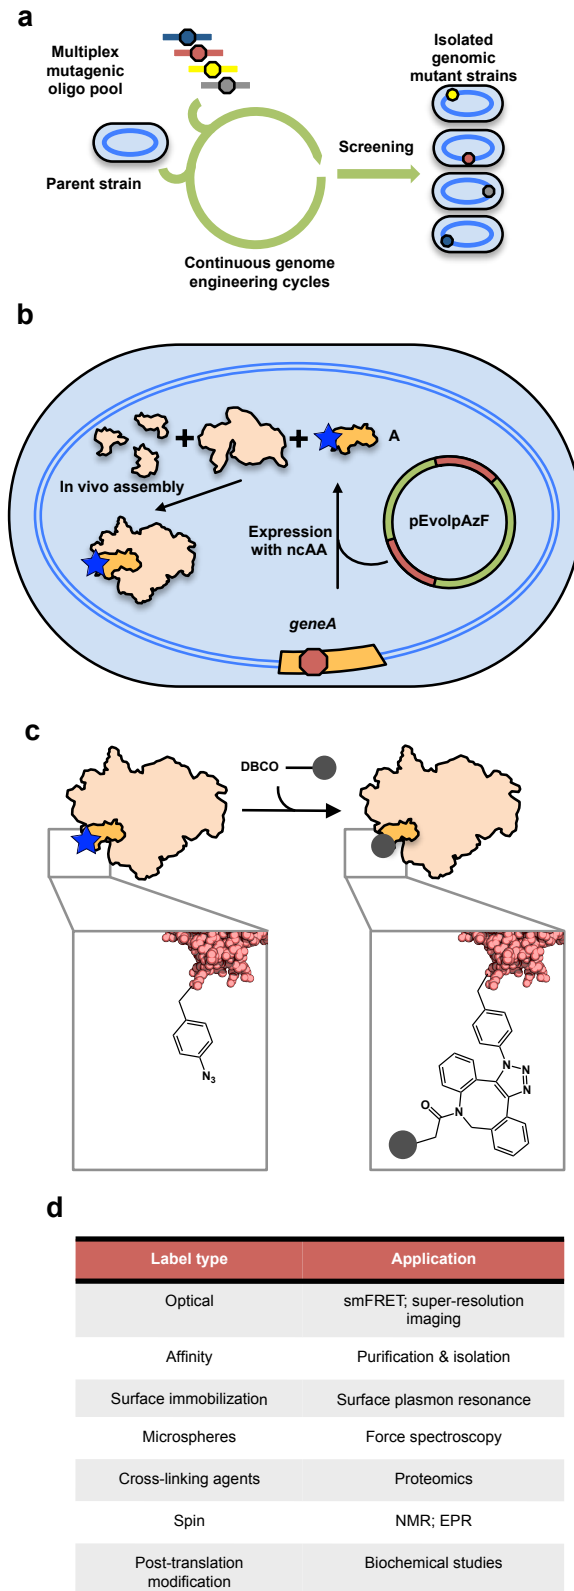 a
Multiplex
mutagenic
oligo pool
Isolated
genomic
mutant strains
Parent strain
Screening
Continuous genome
engineering cycles
b
A
In vivo assembly
Expression
with ncAA
pEvolpAzF
geneA
c
DBCO
N3
N
N
N
O
N
d
Label type Application
Optical smFRET; super-resolution
imaging
Affinity Purification & isolation
Surface immobilization Surface plasmon resonance
Microspheres Force spectroscopy
Cross-linking agents Proteomics
Spin NMR; EPR
Post-translation Biochemical studies
modification